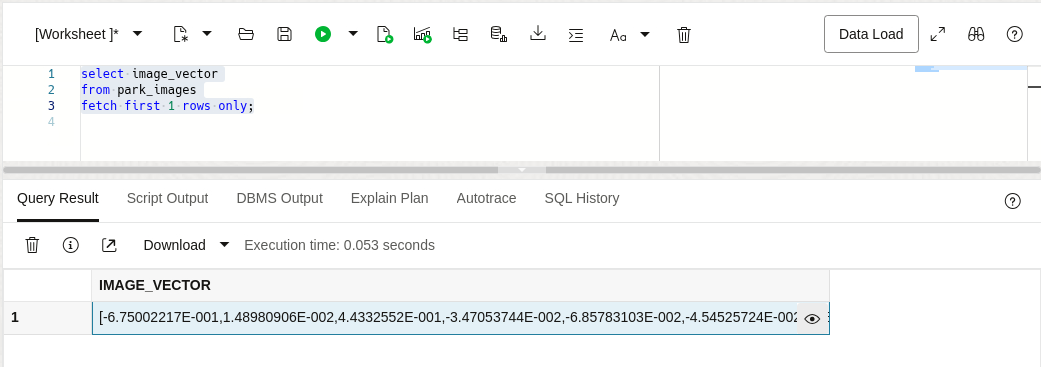 [Worksheet ]*
Aa
Data Load
1 select image_vector
2 from park_images
3 fetch first 1 rows only;
4
Query Result Script Output DBMS Output Explain Plan Autotrace SQL History
Download Execution time: 0.053 seconds
IMAGE_VECTOR
1 [-6.75002217E-001,1.48980906E-002,4.4332552E-001,-3.47053744E-002,-6.85783103E-002,-4.54525724E-002